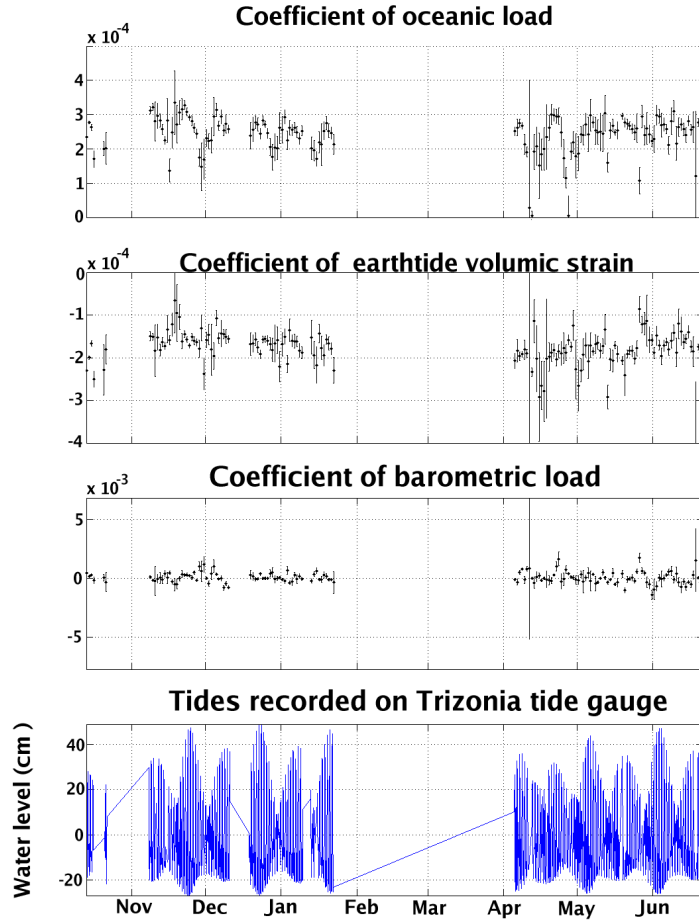 Coefficient of oceanic load
x 10-4
4
3
2
1
0
Coefficient of earthtide volumic strain
x 10-4
0
-1
-2
-3
-4
Coefficient of barometric load
x 10-3
5
0
-5
Tides recorded on Trizonia tide gauge
Water level (cm)
40
20
0
-20
Nov Dec Jan Feb Mar Apr May Jun